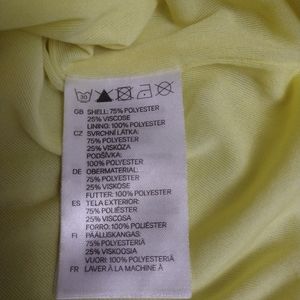 30
GB SHELL: 75% POLYESTER
25% VISCOSE
LINING: 100% POLYESTER
CZ SVRCHNÍ LÁTKA:
75% POLYESTER
25% VISKÓZA
PODŠÍVKA:
100% POLYESTER
DE OBERMATERIAL:
75% POLYESTER
25% VISKOSE
FUTTER: 100% POLYESTER
ES TELA EXTERIOR:
75% POLIÉSTER
25% VISCOSA
FORRO: 100% POLIÉSTER
FI PÄÄLLIKANGAS:
75% POLYESTERIÄ
25% VISKOOSIA
VUORI: 100% POLYESTERIÄ
FR LAVER À LA MACHINE À